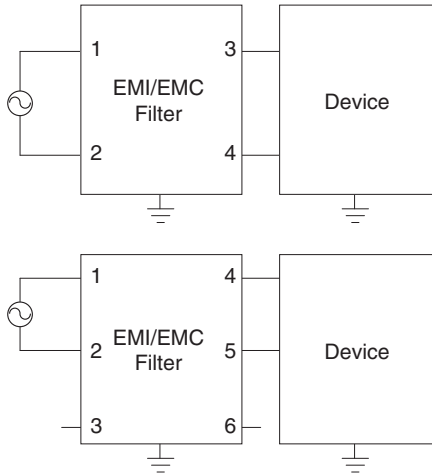 1 3
EMI/EMC
Filter
Device
2 4
1 4
EMI/EMC
Filter
2 5
Device
3 6